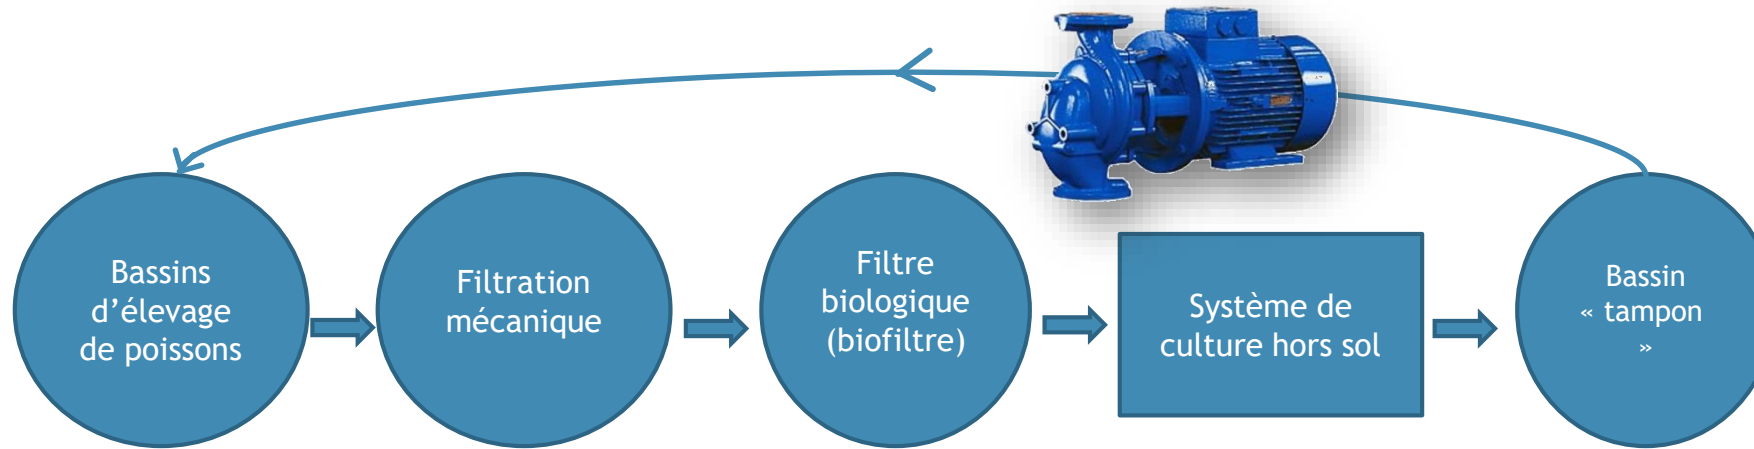 Bassins
d’élevage
de poissons
Filtration
mécanique
Filtre
biologique
(biofiltre)
Système de
culture hors sol
Bassin
« tampon
»